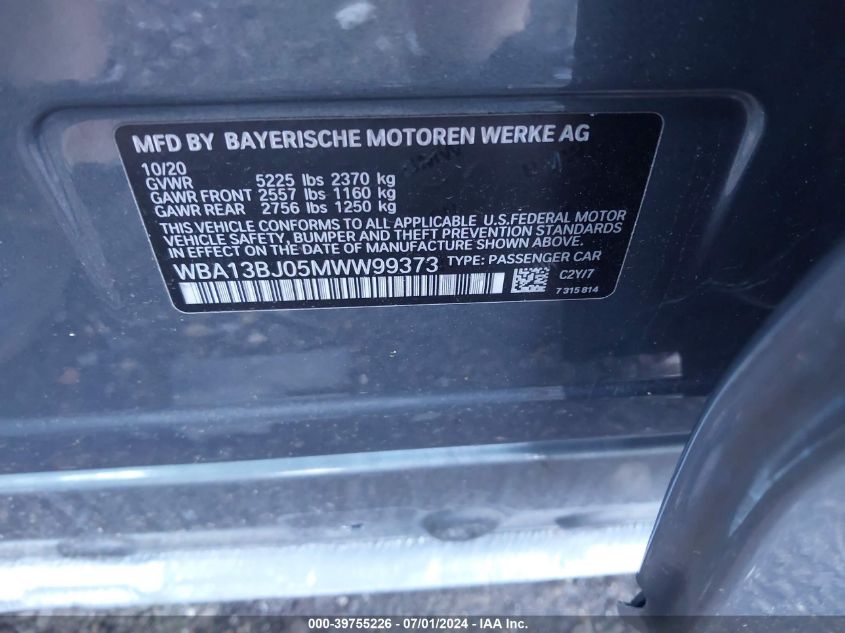 MFD BY BAYERISCHE MOTOREN WERKE AG
10/20
GVWR 5225 lbs 2370 kg
GAWR FRONT 2557 lbs 1160 kg
GAWR REAR 2756 lbs 1250 kg
THIS VEHICLE CONFORMS TO ALL APPLICABLE U.S.FEDERAL MOTOR
VEHICLE SAFETY, BUMPER AND THEFT PREVENTION STANDARDS
IN EFFECT ON THE DATE OF MANUFACTURE SHOWN ABOVE.
WBA13BJ05MWW99373 TYPE: PASSENGER CAR
C2Y/7
7 315 814
000-39755226 - 07/01/2024 - IAA Inc.